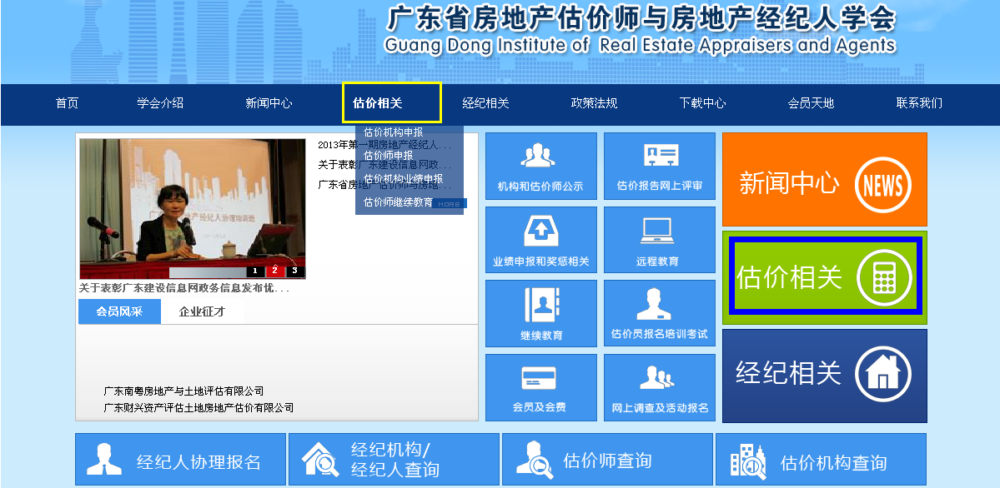 广东省房地产估价师与房地产经纪人学会
Guang Dong Institute of Real Estate Appraisers and Agents
首页
学会介绍
新闻中心
估价相关
经纪相关
政策法规
下载中心
会员天地
联系我们
估价机构申报
估价师申报
估价机构业绩申报
估价师继续教育
MORE
2013年第一期房地产经纪人...
关于表彰广东建设信息网政...
广东省房地产估价师与房地...
1 2 3
关于表彰广东建设信息网政务信息发布优...
会员风采
企业征才
广东南粤房地产与土地评估有限公司
广东财兴资产评估土地房地产估价有限公司
机构和估价师公示
估价报告网上评审
业绩申报和奖惩相关
远程教育
继续教育
估价员报名培训考试
会员及会费
网上调查及活动报名
新闻中心
NEWS
估价相关
经纪相关
经纪人协理报名
经纪机构/
经纪人查询
估价师查询
估价机构查询